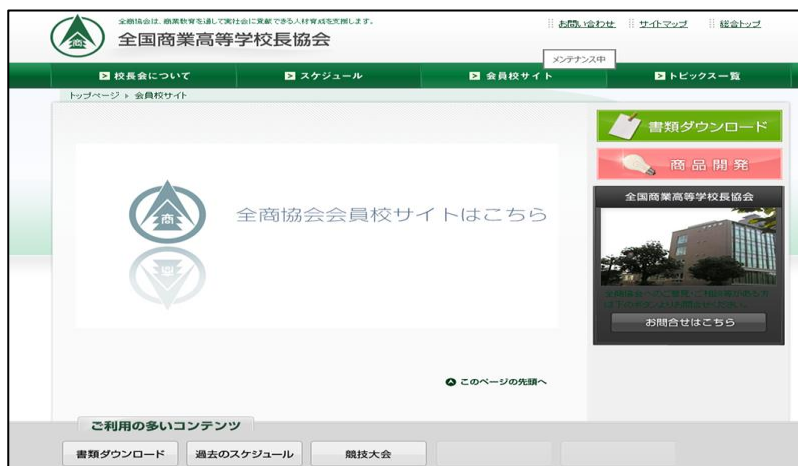 全商協会は、商業教育を通して実社会に貢献できる人材育成を支援します。
全国商業高等学校長協会
お問い合わせ
サイトマップ
総合トップ
メンテナンス中
校長会について
スケジュール
会員校サイト
トピックス一覧
トップページ
会員校サイト
書類ダウンロード
商品開発
全国商業高等学校長協会
商
全商協会会員校サイトはこちら
お問合せはこちら
このページの先頭へ
ご利用の多いコンテンツ
書類ダウンロード
過去のスケジュール
競技大会